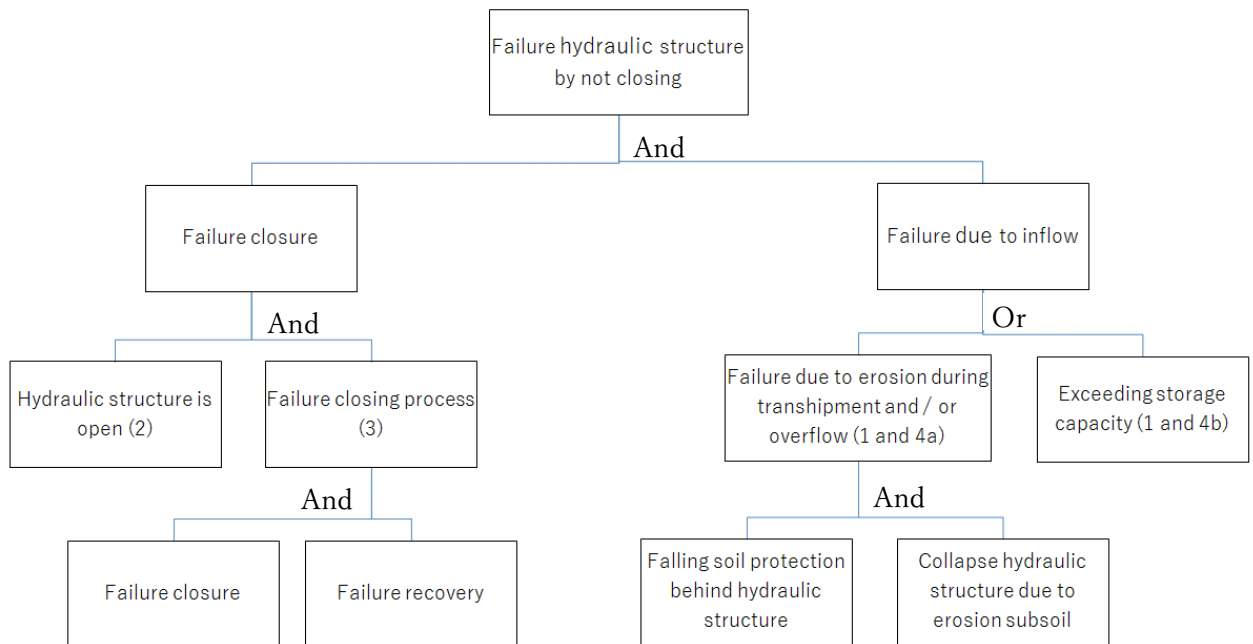 Failure hydraulic structure
by not closing
And
Failure closure
Failure due to inflow
And
Or
Hydraulic structure is
open (2)
Failure closing process
(3)
Failure due to erosion during
transhipment and / or
overflow (1 and 4a)
Exceeding storage
capacity (1 and 4b)
And
And
Failure closure
Failure recovery
Falling soil protection
behind hydraulic
structure
Collapse hydraulic
structure due to
erosion subsoil